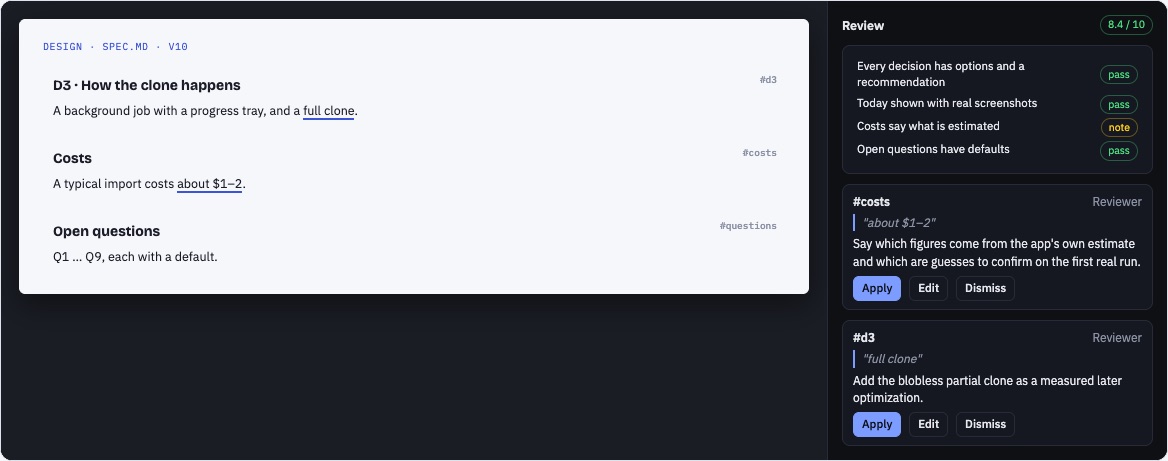 DESIGN · SPEC.MD · V10
D3 · How the clone happens
#d3
A background job with a progress tray, and a full clone.
Costs
#costs
A typical import costs about $1–2.
Open questions
#questions
Q1 ... Q9, each with a default.
Review
8.4 / 10
Every decision has options and a
recommendation
pass
Today shown with real screenshots
pass
Costs say what is estimated
note
Open questions have defaults
pass
#costs
Reviewer
"about $1–2"
Say which figures come from the app's own estimate
and which are guesses to confirm on the first real run.
Apply
Edit
Dismiss
#d3
Reviewer
"full clone"
Add the blobless partial clone as a measured later
optimization.
Apply
Edit
Dismiss